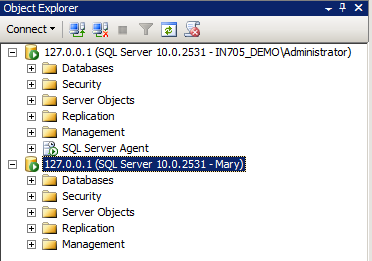 Object Explorer
Connect
127.0.0.1 (SQL Server 10.0.2531 - IN705_DEMO\Administrator)
Databases
Security
Server Objects
Replication
Management
SQL Server Agent
127.0.0.1 (SQL Server 10.0.2531 - Mary)
Databases
Security
Server Objects
Replication
Management